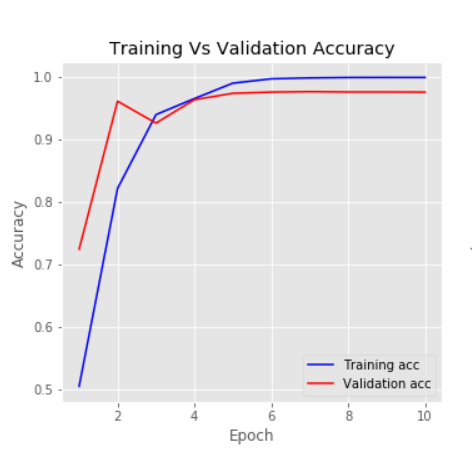 Training Vs Validation Accuracy
1.0
0.9
0.8
0.7
0.6
0.5
Accuracy
2 4 6 8 10
Epoch
Training acc
Validation acc